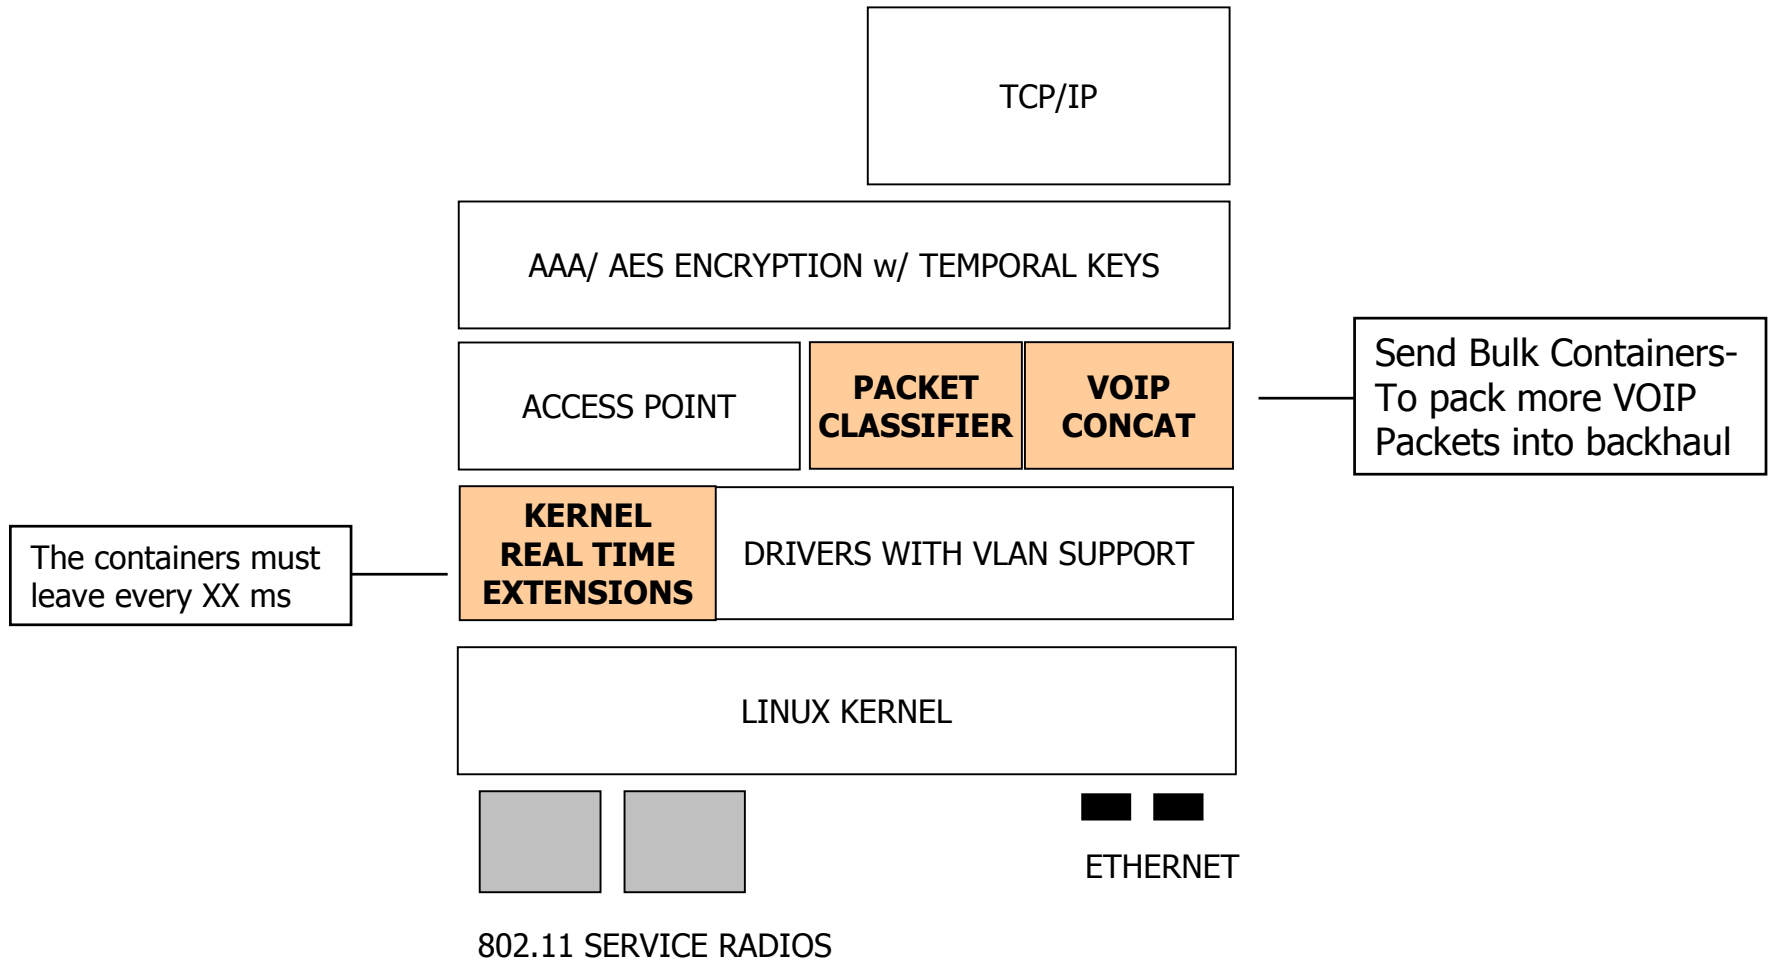 TCP/IP
AAA/ AES ENCRYPTION w/ TEMPORAL KEYS
ACCESS POINT
PACKET
CLASSIFIER
VOIP
CONCAT
Send Bulk Containers-
To pack more VOIP
Packets into backhaul
The containers must
leave every XX ms
KERNEL
REAL TIME
EXTENSIONS
DRIVERS WITH VLAN SUPPORT
LINUX KERNEL
ETHERNET
802.11 SERVICE RADIOS